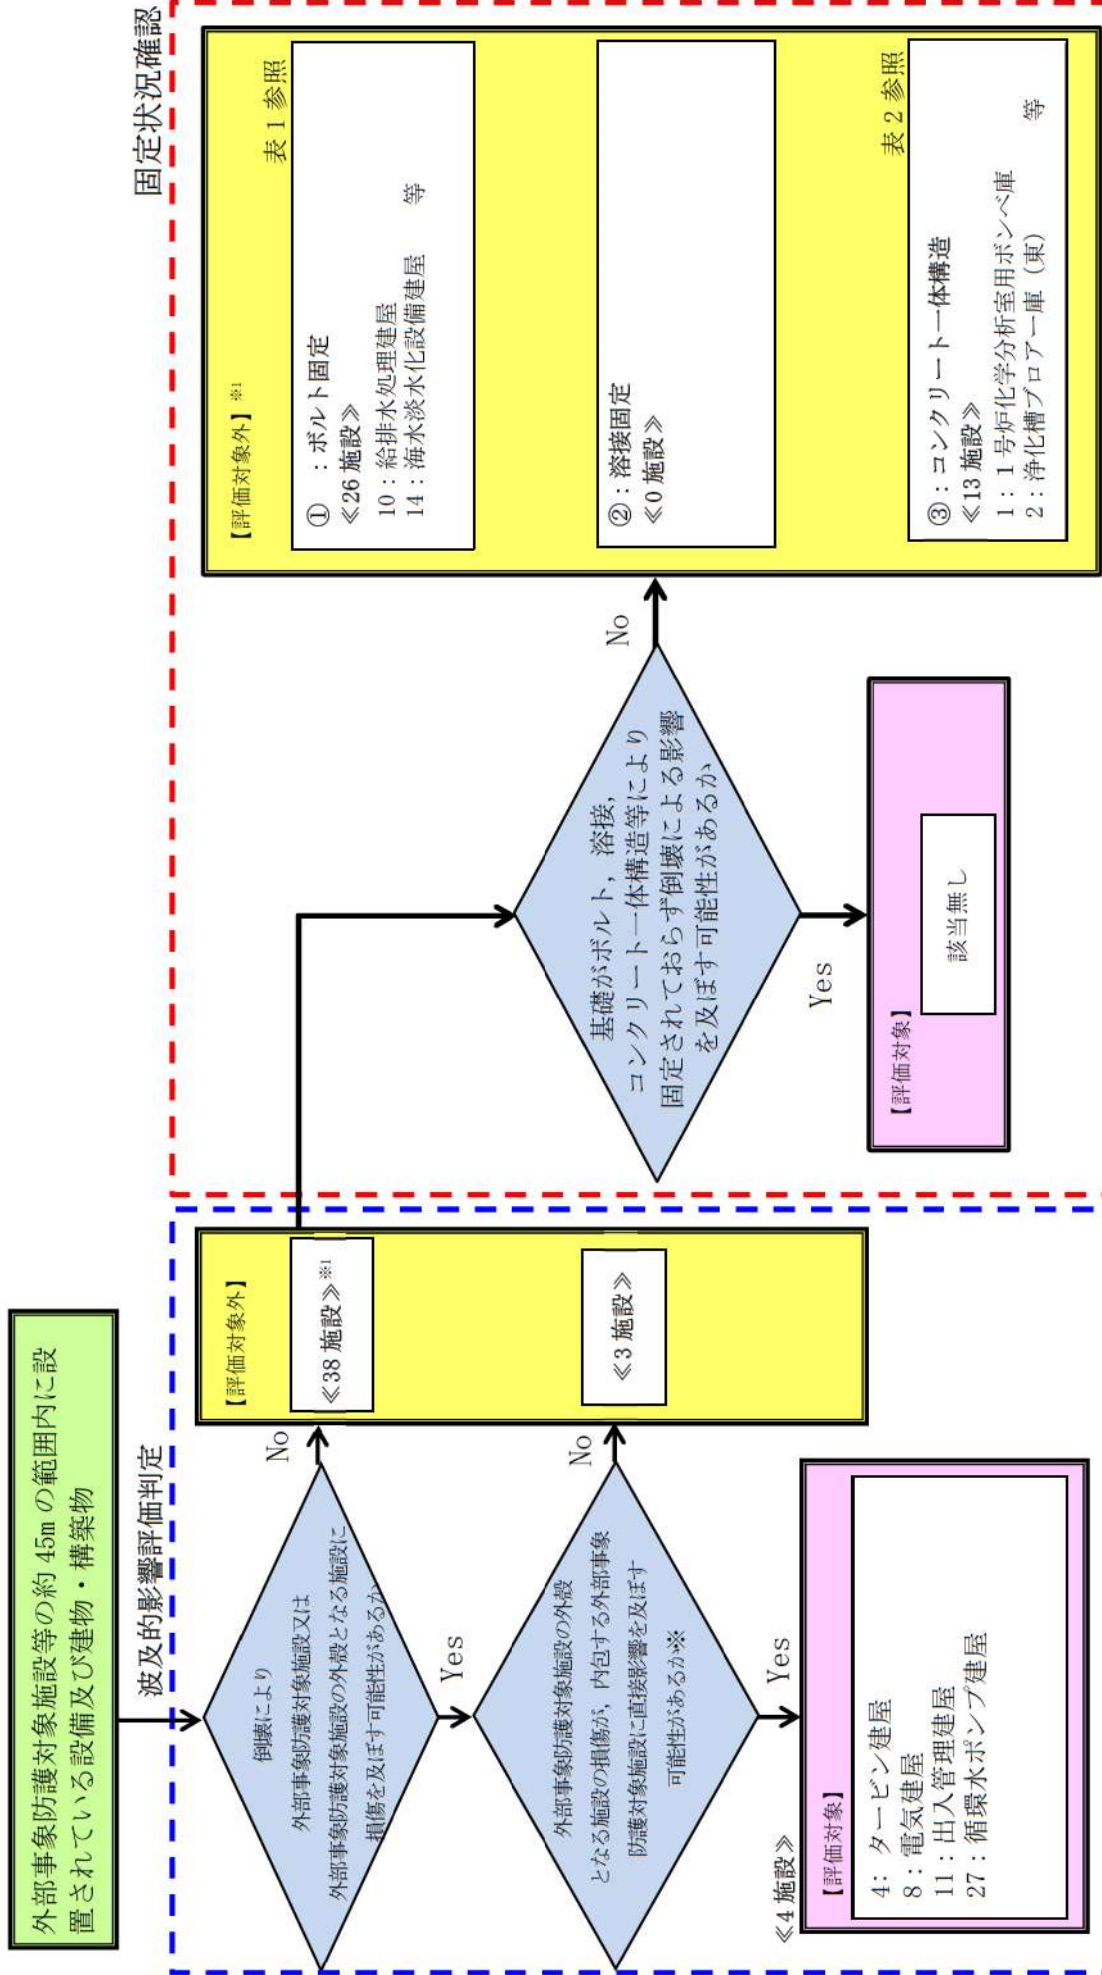 外部事象防護対象施設等の約 45m の範囲内に設
置されている設備及び建物・構築物
波及的影響評価判定
倒壊により
外部事象防護対象施設又は
外部事象防護対象施設の外殻となる施設に
損傷を及ぼす可能性があるか
No
Yes
外部事象防護対象施設の外殻
となる施設の損傷が，内包する外部事象
防護対象施設に直接影響を及ぼす
可能性があるか※
No
Yes
≪4 施設≫
【評価対象】
4: タービン建屋
8：電気建屋
11：出入管理建屋
27：循環水ポンプ建屋
【評価対象外】
≪38 施設≫※1
≪3 施設≫
固定状況確認
基礎がボルト，溶接，
コンクリート一体構造等により
固定されておらず倒壊による影響
を及ぼす可能性があるか
No
Yes
【評価対象】
該当無し
【評価対象外】※1
表 1 参照
① ：ボルト固定
≪26 施設≫
10：給排水処理建屋
14：海水淡水化設備建屋 等
②：溶接固定
≪0 施設≫
表 2 参照
③：コンクリート一体構造
≪13 施設≫
1：1 号炉化学分析室用ボンベ庫
2：浄化槽ブロアー庫（東） 等